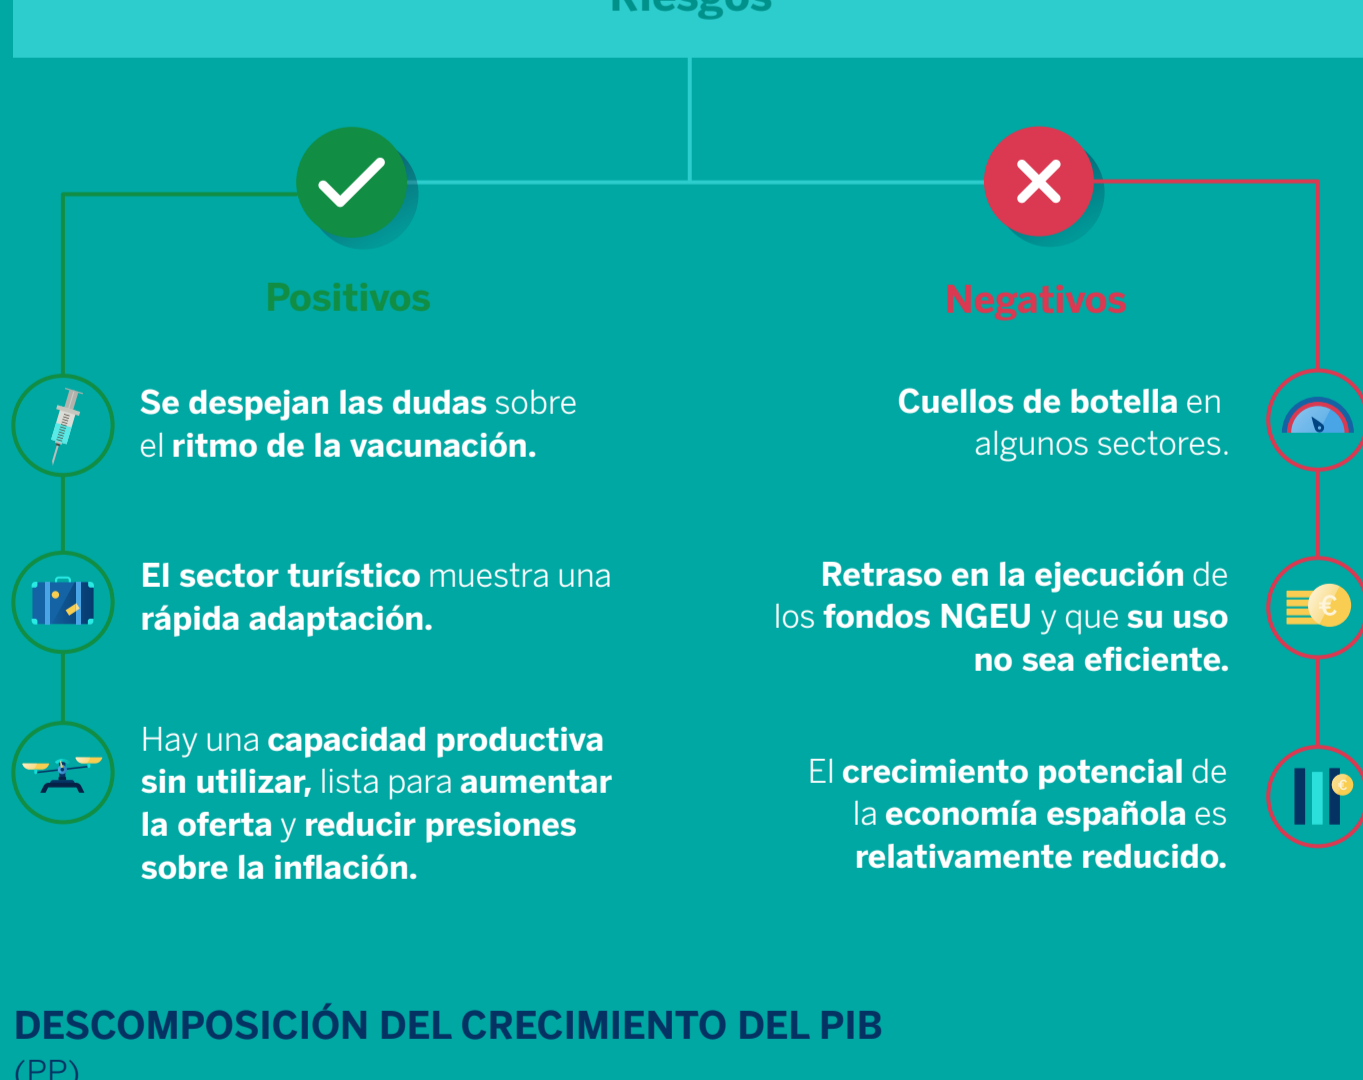 Riesgos
Positivos
Se despejan las dudas sobre
el ritmo de la vacunación.
El sector turístico muestra una
rápida adaptación.
Hay una capacidad productiva
sin utilizar, lista para aumentar
la oferta y reducir presiones
sobre la inflación.
Negativos
Cuellos de botella en
algunos sectores.
Retraso en la ejecución de
los fondos NGEU y que su uso
no sea eficiente.
El crecimiento potencial de
la economía española es
relativamente reducido.
DESCOMPOSICIÓN DEL CRECIMIENTO DEL PIB
(PP)